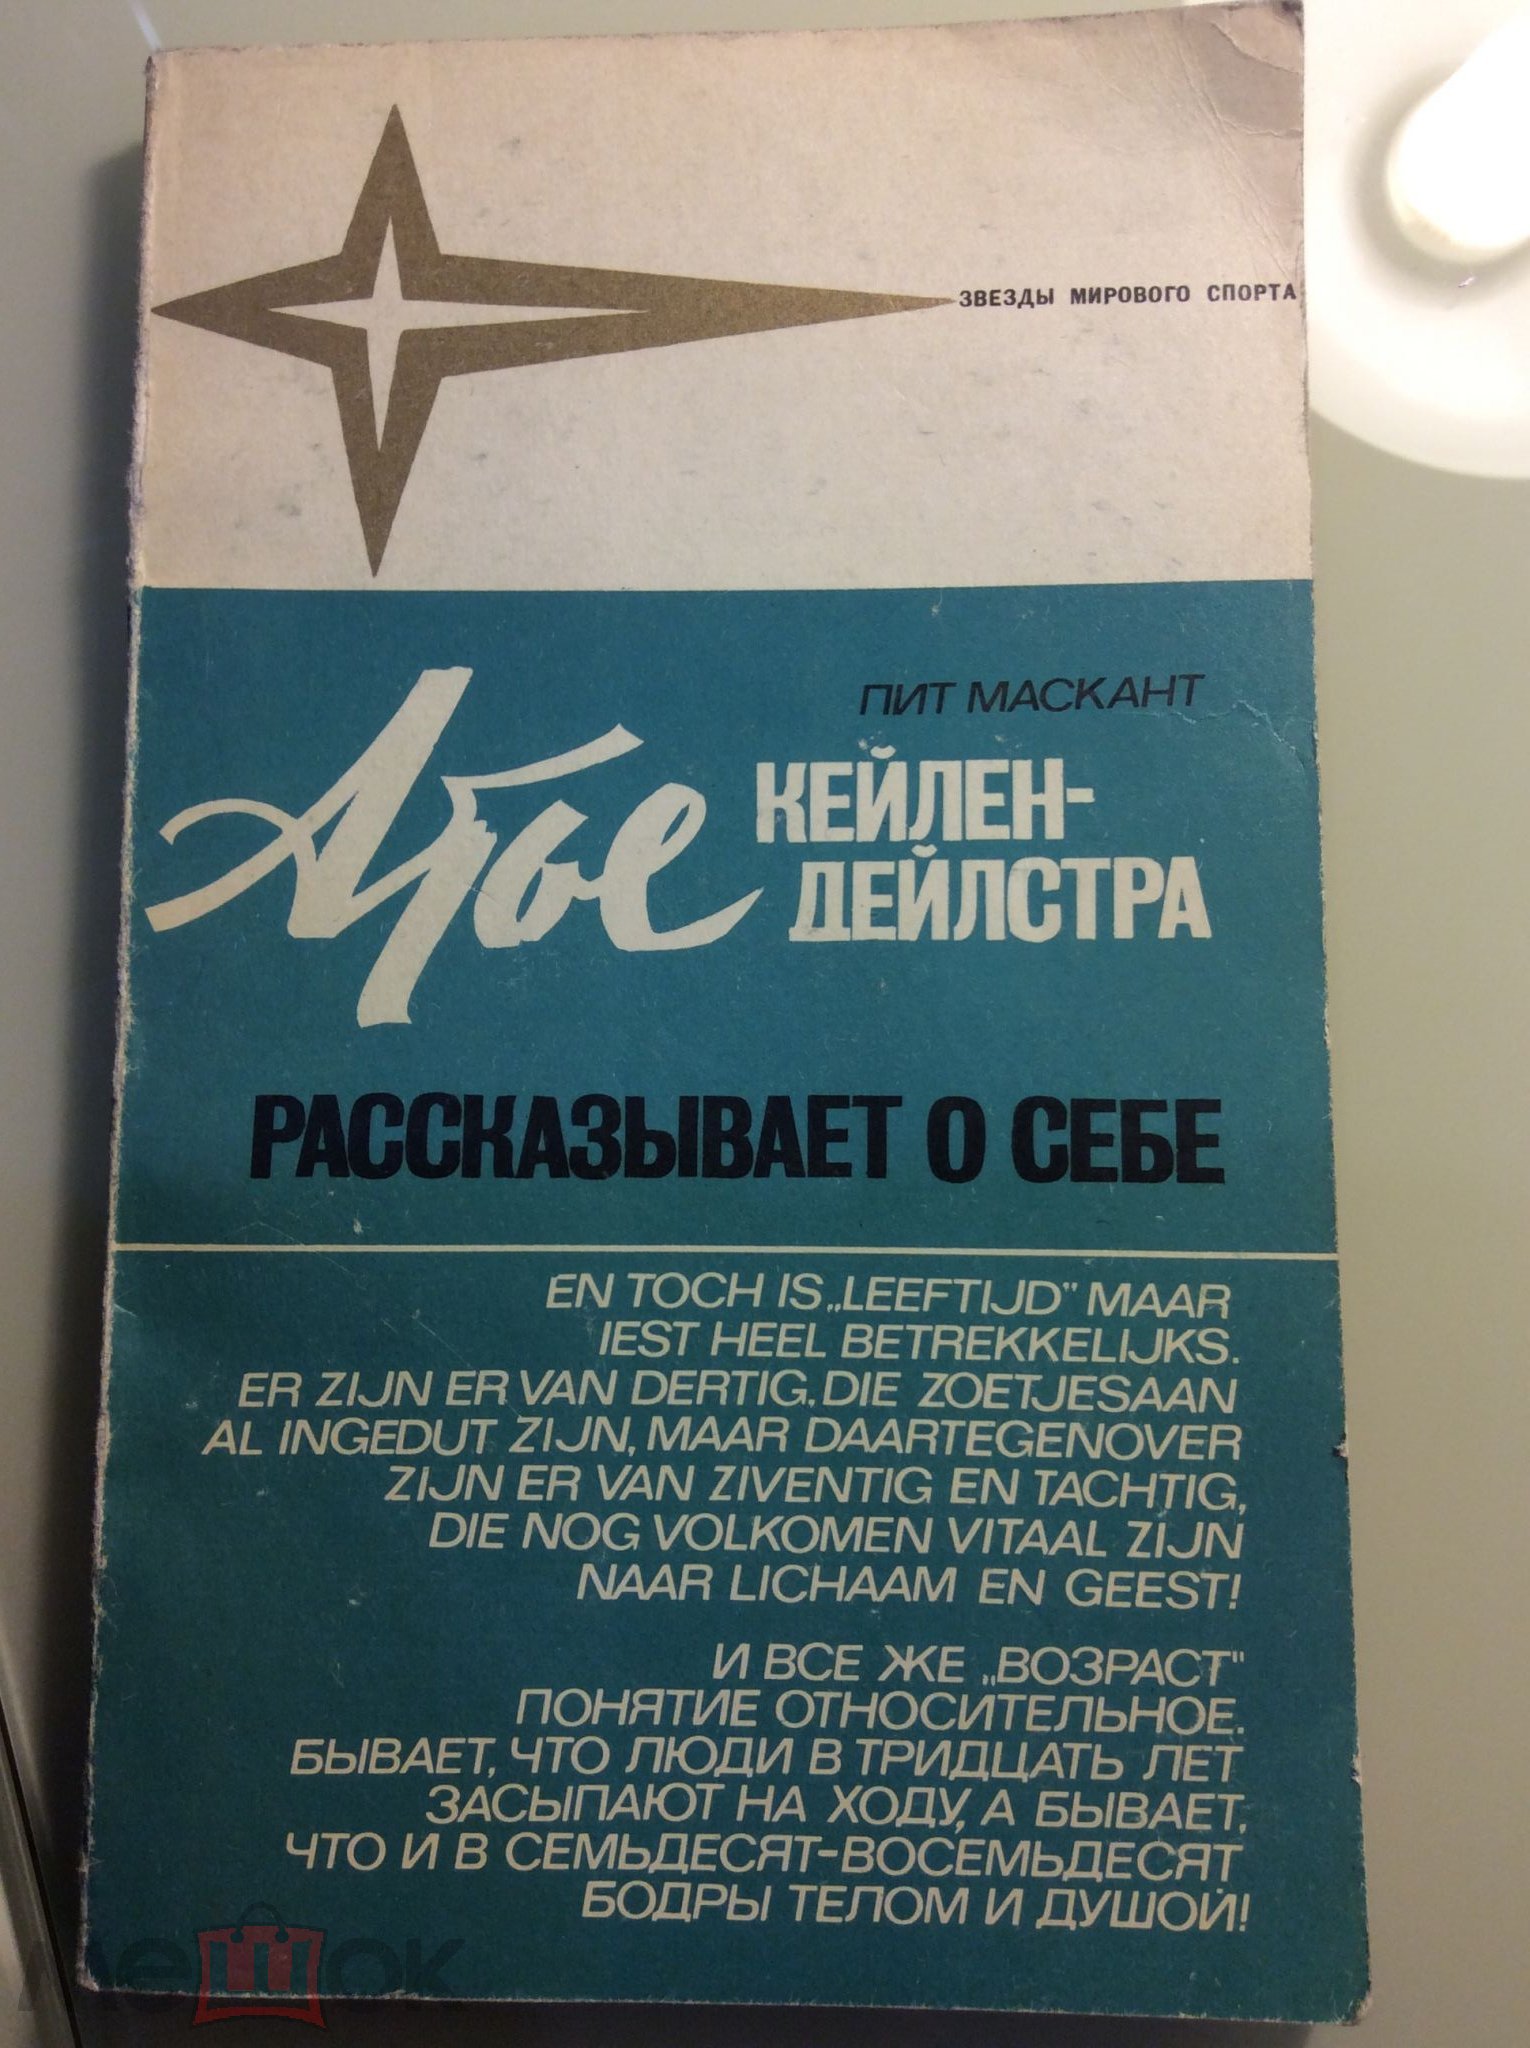 ЗВЕЗДЫ МИРОВОГО СПОРТА
ПИТ МАСКАНТ
Атье КЕЙЛЕН-
ДЕЙЛСТРА
РАССКАЗЫВАЕТ О СЕБЕ
EN TOCH IS „LEEFTIJD" MAAR
IEST HEEL BETREKKELIJKS.
ER ZIJN ER VAN DERTIG, DIE ZOETJESAAN
AL INGEDUT ZIJN, MAAR DAARTEGENOVER
ZIJN ER VAN ZIVENTIG EN TACHTIG,
DIE NOG VOLKOMEN VITAAL ZIJN
NAAR LICHAAM EN GEEST!
И ВСЕ ЖЕ „ВОЗРАСТ"
ПОНЯТИЕ ОТНОСИТЕЛЬНОЕ.
БЫВАЕТ, ЧТО ЛЮДИ В ТРИДЦАТЬ ЛЕТ
ЗАСЫПАЮТ НА ХОДУ, А БЫВАЕТ,
ЧТО И В СЕМЬДЕСЯТ-ВОСЕМЬДЕСЯТ
БОДРЫ ТЕЛОМ И ДУШОЙ!
мешок